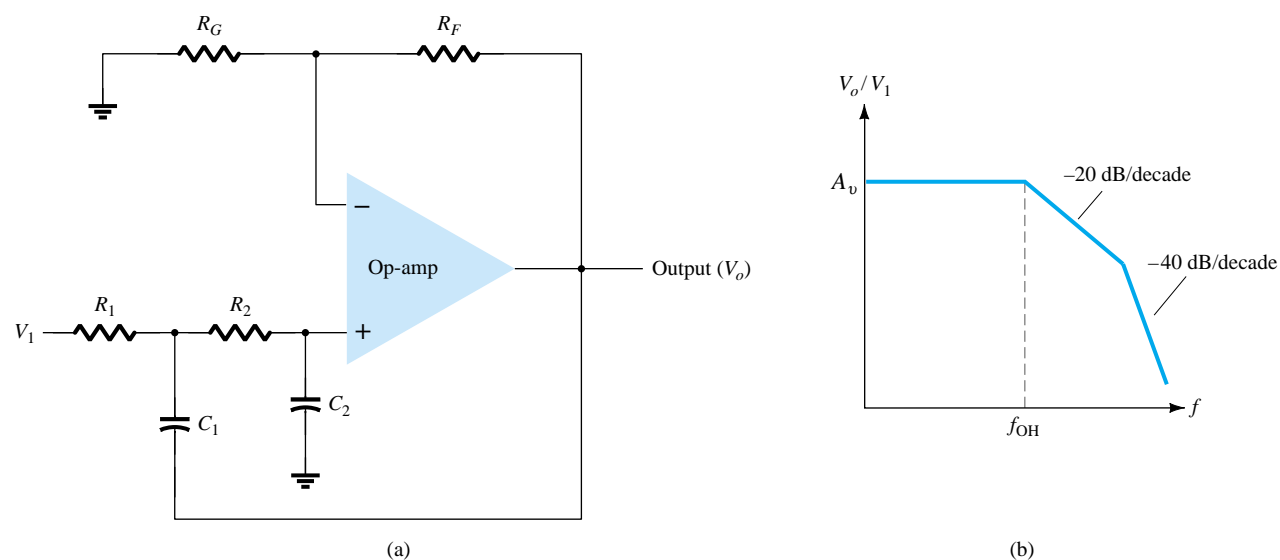 R_G
R_F
−
Op-amp
+
Output (V_o)
V_1
R_1
R_2
C_1
C_2
(a)
V_o / V_1
A_υ
–20 dB/decade
–40 dB/decade
f
f_OH
(b)